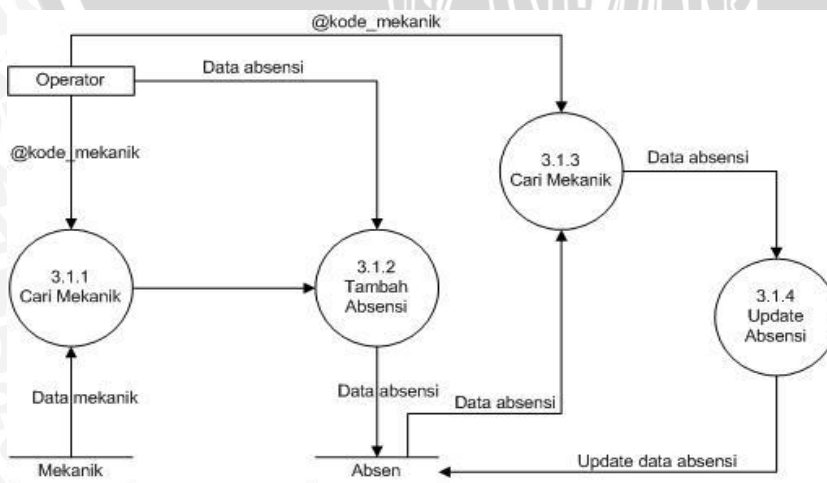 @kode_mekanik
Operator
Data absensi
@kode_mekanik
3.1.3
Cari Mekanik
Data absensi
3.1.1
Cari Mekanik
3.1.2
Tambah
Absensi
3.1.4
Update
Absensi
Data mekanik
Data absensi
Data absensi
Mekanik
Absen
Update data absensi